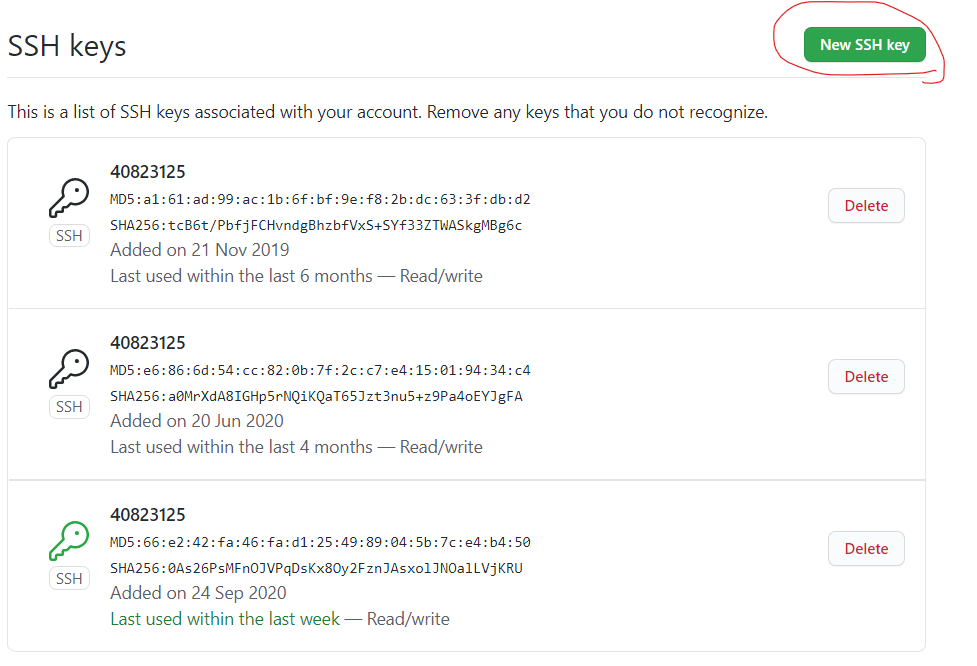 SSH keys
New SSH key
This is a list of SSH keys associated with your account. Remove any keys that you do not recognize.
40823125
MD5:a1:61:ad:99:ac:1b:6f:bf:9e:f8:2b:dc:63:3f:db:d2
SHA256:tcB6t/PbfjFCHvndgBhzbfVxS+SYf33ZTWASkgMBg6c
Added on 21 Nov 2019
Last used within the last 6 months — Read/write
SSH
Delete
40823125
MD5:e6:86:6d:54:cc:82:0b:7f:2c:c7:e4:15:01:94:34:c4
SHA256:a0MrXdA8IGHp5rNQiKQaT65Jzt3nu5+z9Pa4oEYJgFA
Added on 20 Jun 2020
Last used within the last 4 months — Read/write
SSH
Delete
40823125
MD5:66:e2:42:fa:46:fa:d1:25:49:89:04:5b:7c:e4:b4:50
SHA256:0As26PsMFnOJVPqDsKx8Oy2FznJAsxolJNOalLVjKRU
Added on 24 Sep 2020
Last used within the last week — Read/write
SSH
Delete